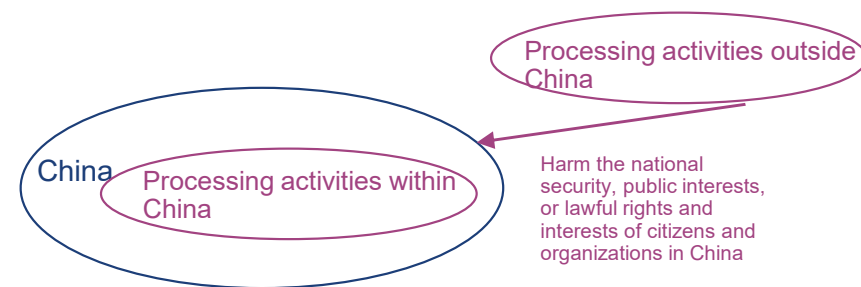 Processing activities outside
China
China
Processing activities within
China
Harm the national
security, public interests,
or lawful rights and
interests of citizens and
organizations in China